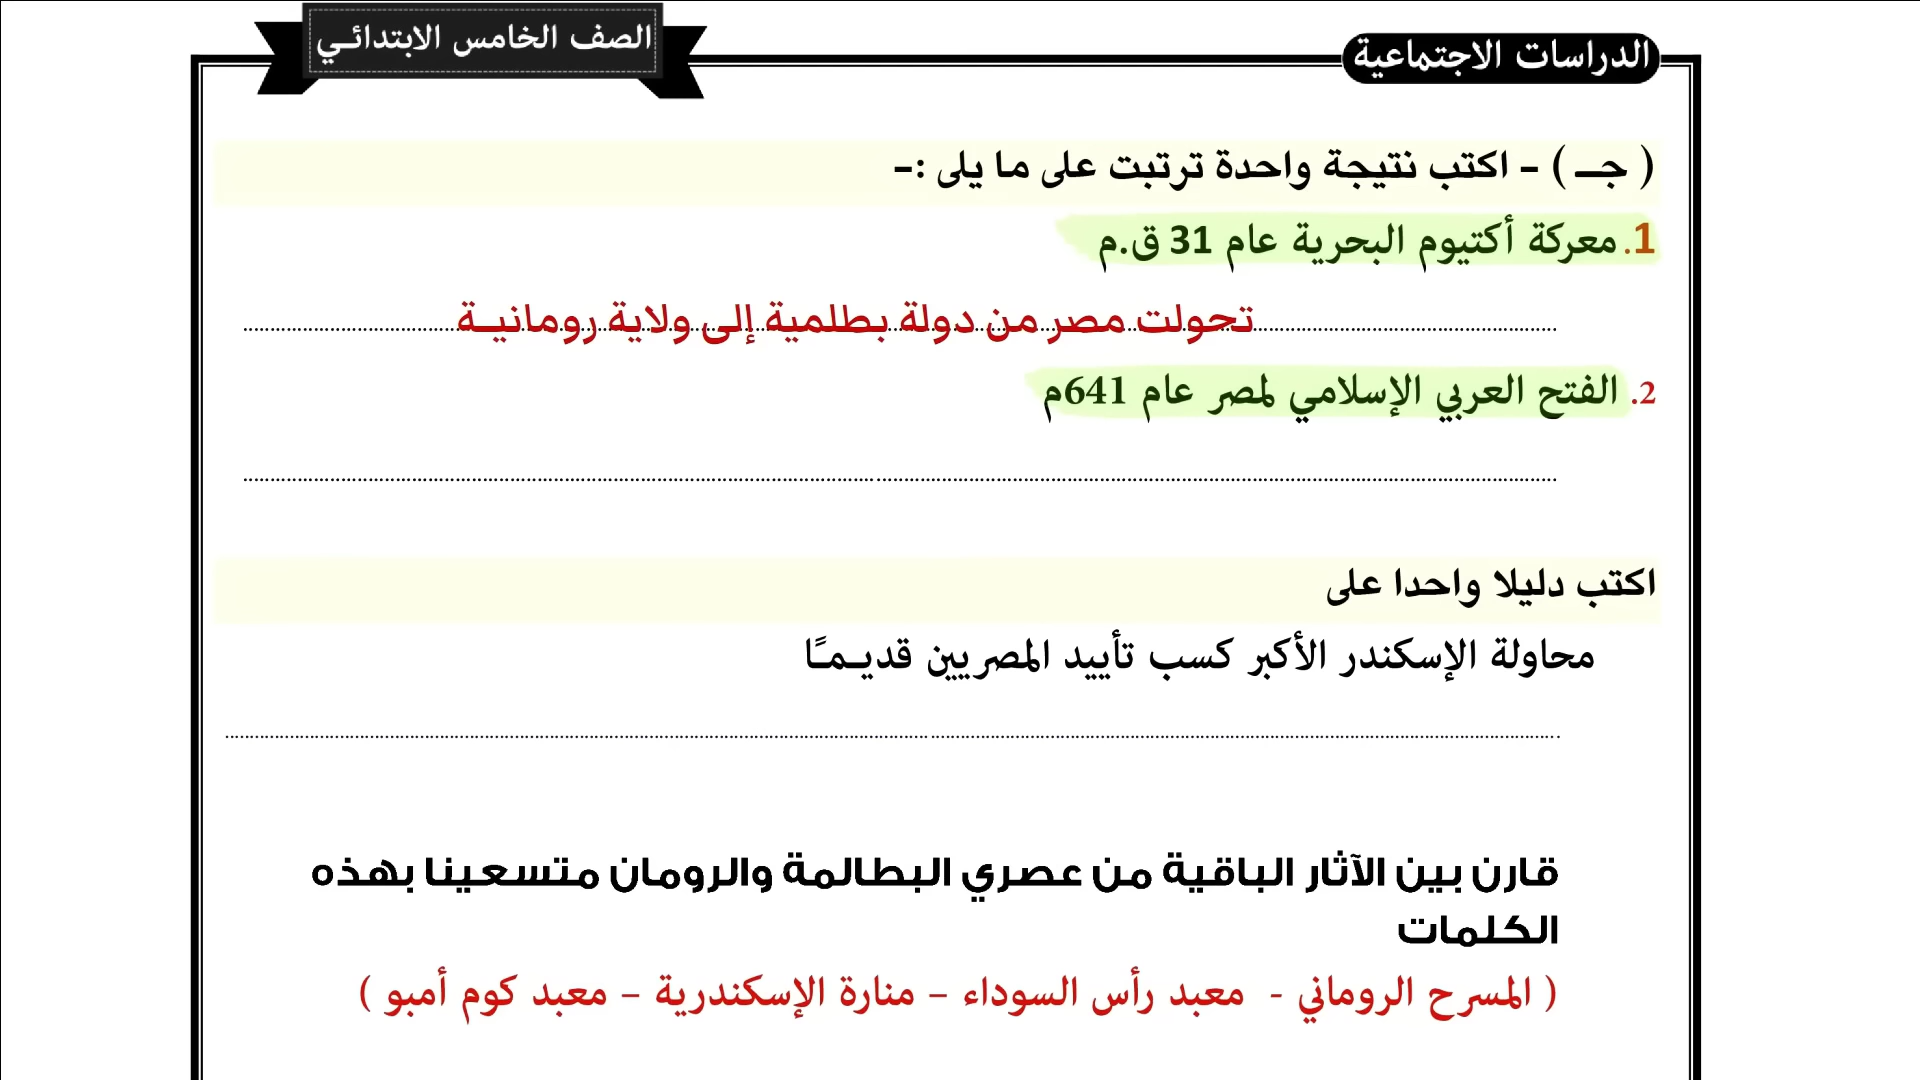 الدراسات الاجتماعية
الصف الخامس الابتدائي
( جـ ) - اكتب نتيجة واحدة ترتبت على ما يلى :-
1. معركة أكتيوم البحرية عام 31 ق.م
تحولت مصر من دولة بطلمية إلى ولاية رومانية
2. الفتح العربي الإسلامي لمصر عام 641م
اكتب دليلا واحدا على
محاولة الإسكندر الأكبر كسب تأييد المصريين قديمًا
قارن بين الآثار الباقية من عصري البطالمة والرومان متسعينا بهذه
الكلمات
( المسرح الروماني - معبد رأس السوداء – منارة الإسكندرية – معبد كوم أمبو )